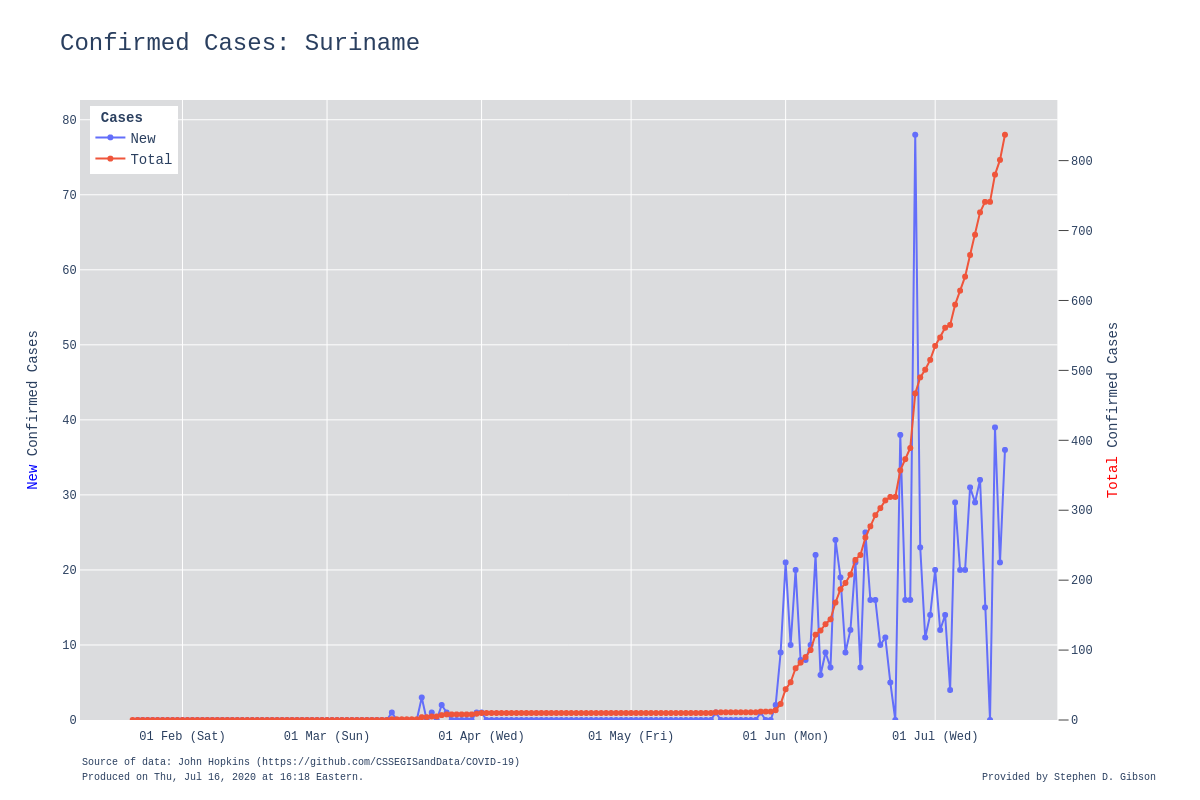 Confirmed Cases: Suriname
Cases
New
Total
80
70
60
50
40
30
20
10
0
800
700
600
500
400
300
200
100
0
New Confirmed Cases
Total Confirmed Cases
01 Feb (Sat) 01 Mar (Sun) 01 Apr (Wed) 01 May (Fri) 01 Jun (Mon) 01 Jul (Wed)
Source of data: John Hopkins (https://github.com/CSSEGISandData/COVID-19)
Produced on Thu, Jul 16, 2020 at 16:18 Eastern.
Provided by Stephen D. Gibson